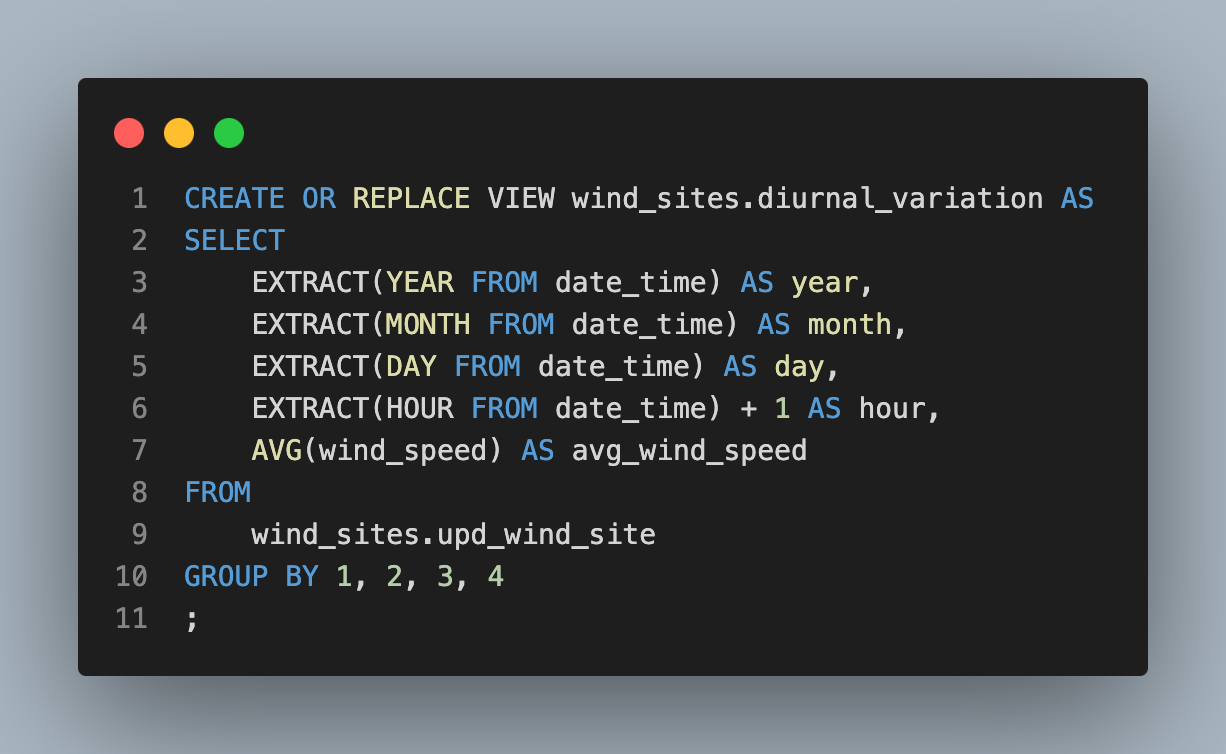 1 CREATE OR REPLACE VIEW wind_sites.diurnal_variation AS
2 SELECT
3     EXTRACT(YEAR FROM date_time) AS year,
4     EXTRACT(MONTH FROM date_time) AS month,
5     EXTRACT(DAY FROM date_time) AS day,
6     EXTRACT(HOUR FROM date_time) + 1 AS hour,
7     AVG(wind_speed) AS avg_wind_speed
8 FROM
9     wind_sites.upd_wind_site
10 GROUP BY 1, 2, 3, 4
11 ;